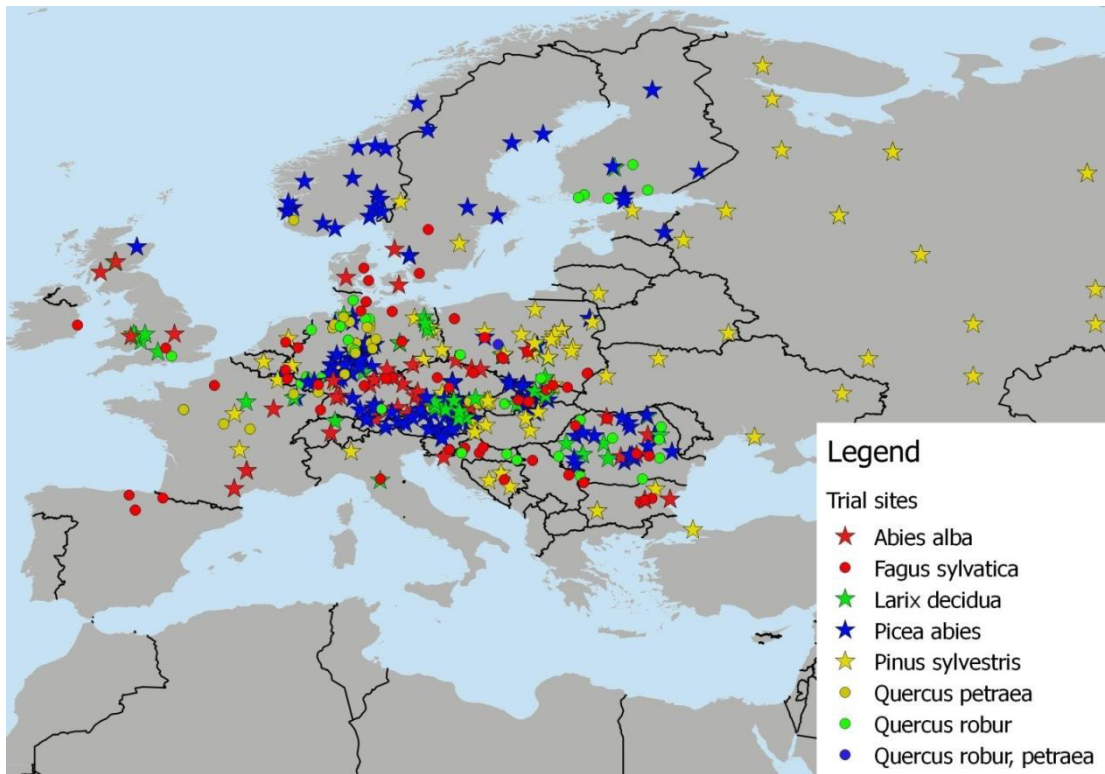 Legend
Trial sites
Abies alba
Fagus sylvatica
Larix decidua
Picea abies
Pinus sylvestris
Quercus petraea
Quercus robur
Quercus robur, petraea